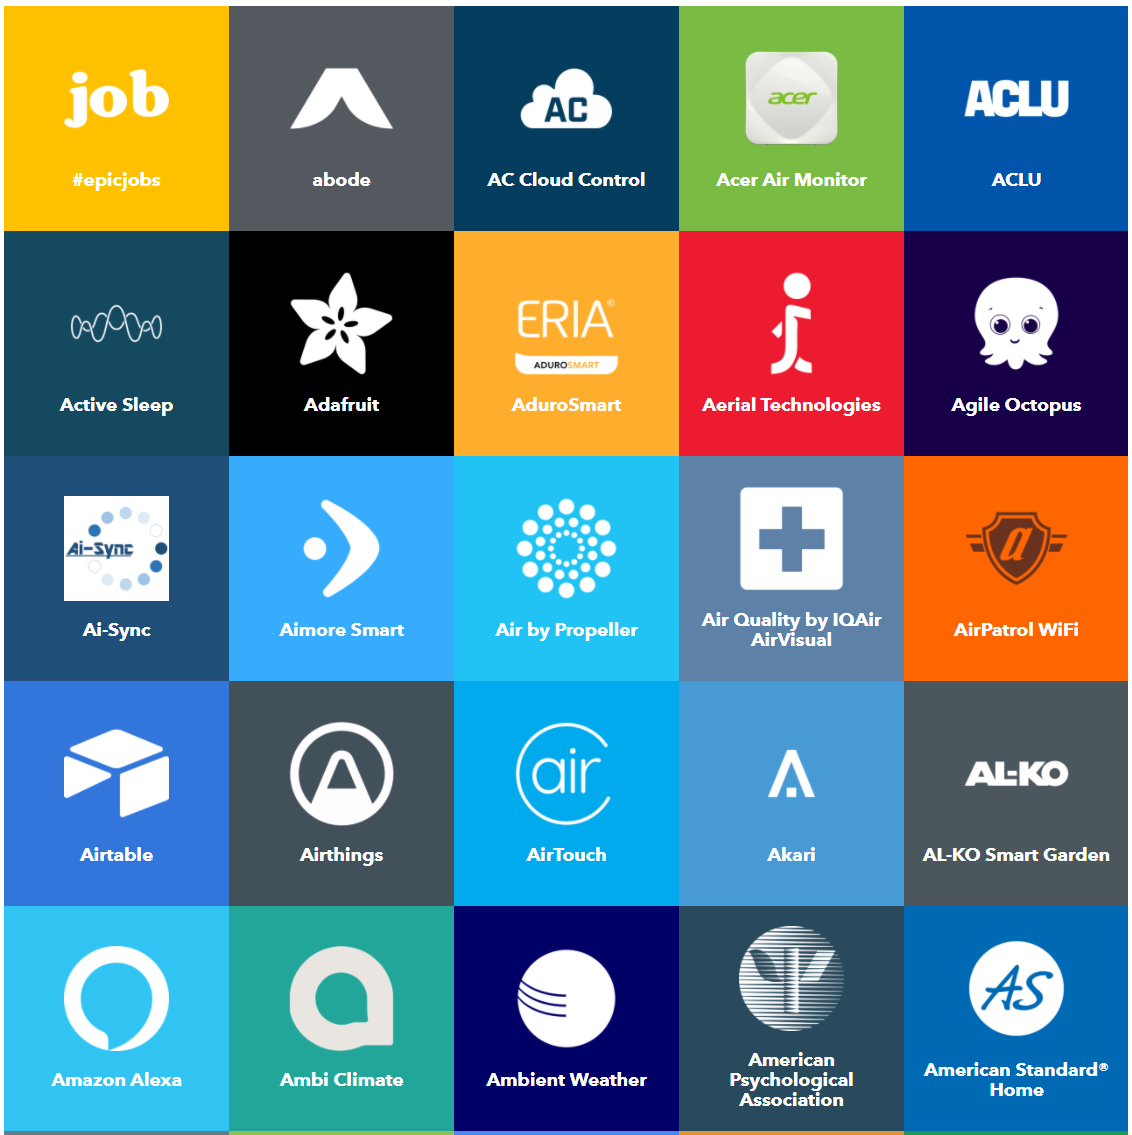 job
#epicjobs
abode
AC
AC Cloud Control
acer
Acer Air Monitor
ACLU
ACLU
Active Sleep
Adafruit
ERIA®
ADUROSMART
AduroSmart
Aerial Technologies
Agile Octopus
Ai-Sync
Ai-Sync
Aimore Smart
Air by Propeller
Air Quality by IQAir
AirVisual
a
AirPatrol WiFi
Airtable
A
Airthings
air
AirTouch
Akari
AL-KO
AL-KO Smart Garden
Amazon Alexa
Ambi Climate
Ambient Weather
American
Psychological
Association
AS
American Standard®
Home